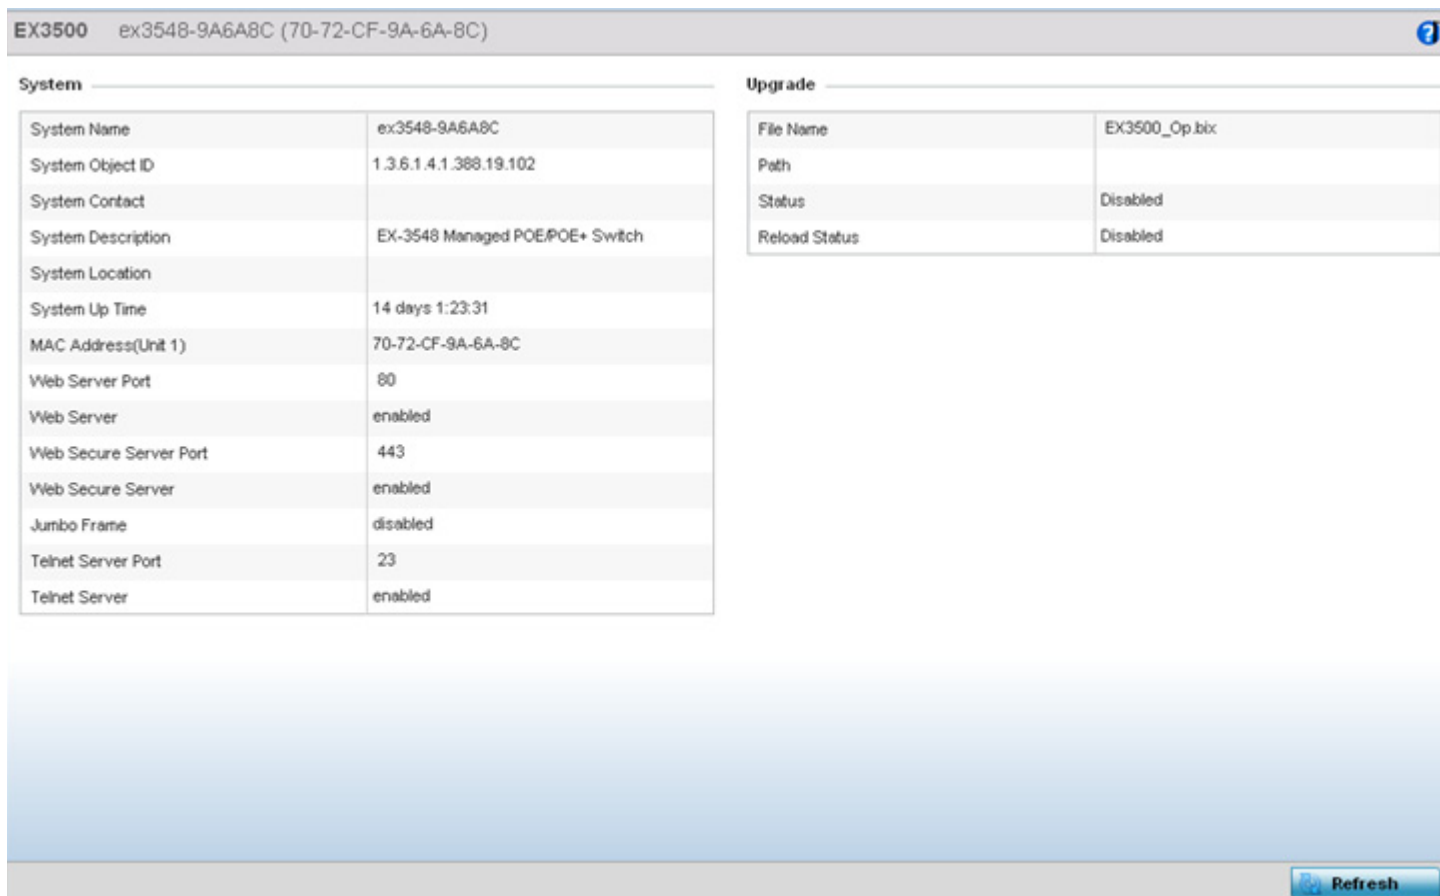 EX3500 ex3548-9A6A8C (70-72-CF-9A-6A-8C)
System
System Name ex3548-9A6A8C
System Object ID 1.3.6.1.4.1.388.19.102
System Contact
System Description EX-3548 Managed POE/POE+ Switch
System Location
System Up Time 14 days 1:23:31
MAC Address(Unit 1) 70-72-CF-9A-6A-8C
Web Server Port 80
Web Server enabled
Web Secure Server Port 443
Web Secure Server enabled
Jumbo Frame disabled
Telnet Server Port 23
Telnet Server enabled
Upgrade
File Name EX3500_Op.bix
Path
Status Disabled
Reload Status Disabled
Refresh